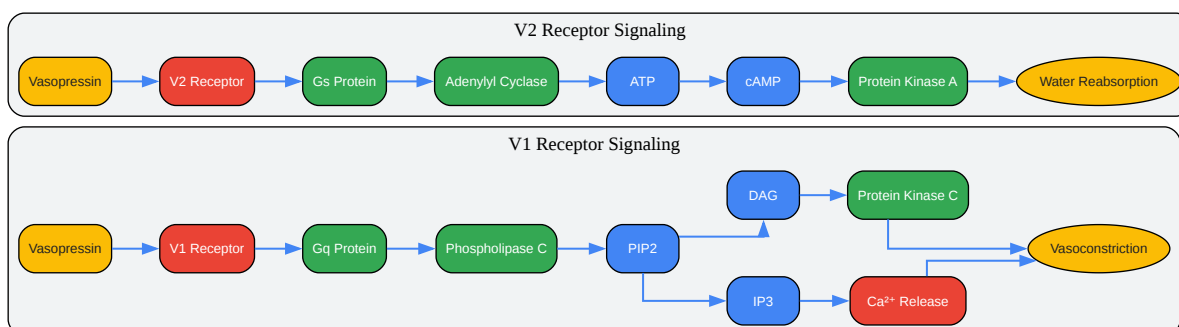 V2 Receptor Signaling
Vasopressin
V2 Receptor
Gs Protein
Adenylyl Cyclase
ATP
cAMP
Protein Kinase A
Water Reabsorption
V1 Receptor Signaling
DAG
Protein Kinase C
Vasopressin
V1 Receptor
Gq Protein
Phospholipase C
PIP2
Vasoconstriction
IP3
Ca²⁺ Release